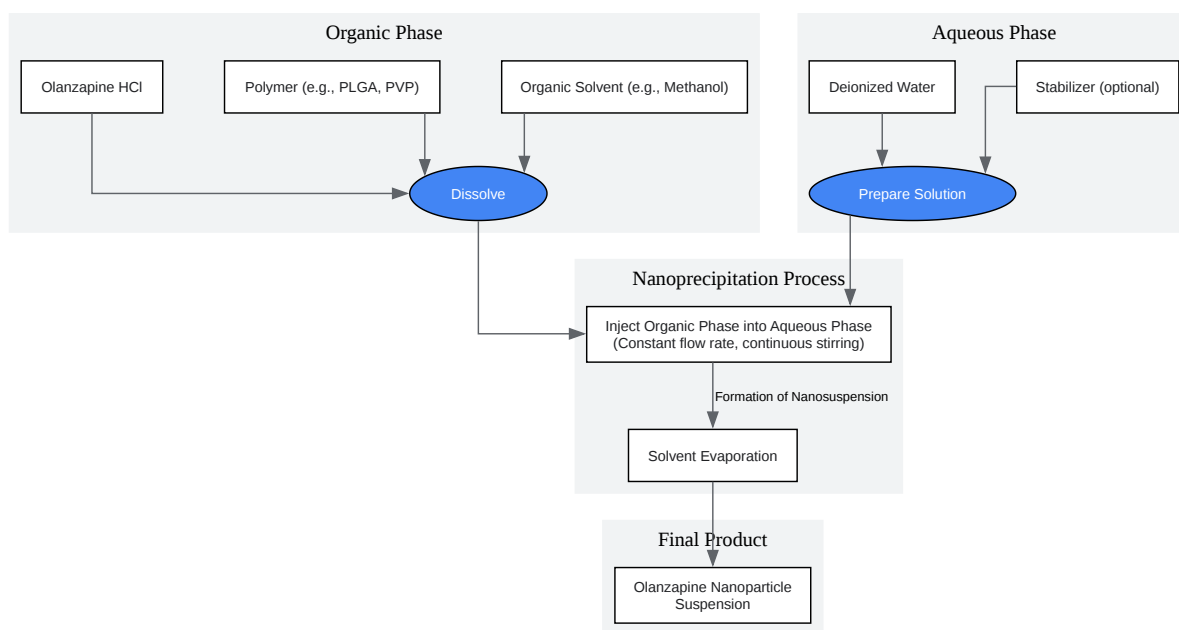 Organic Phase
Aqueous Phase
Olanzapine HCl
Polymer (e.g., PLGA, PVP)
Organic Solvent (e.g., Methanol)
Deionized Water
Stabilizer (optional)
Dissolve
Prepare Solution
Nanoprecipitation Process
Inject Organic Phase into Aqueous Phase
(Constant flow rate, continuous stirring)
Formation of Nanosuspension
Solvent Evaporation
Final Product
Olanzapine Nanoparticle
Suspension